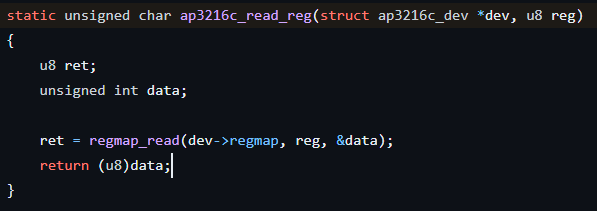 static unsigned char ap3216c_read_reg(struct ap3216c_dev *dev, u8 reg)
{
    u8 ret;
    unsigned int data;

    ret = regmap_read(dev->regmap, reg, &data);
    return (u8)data;
}